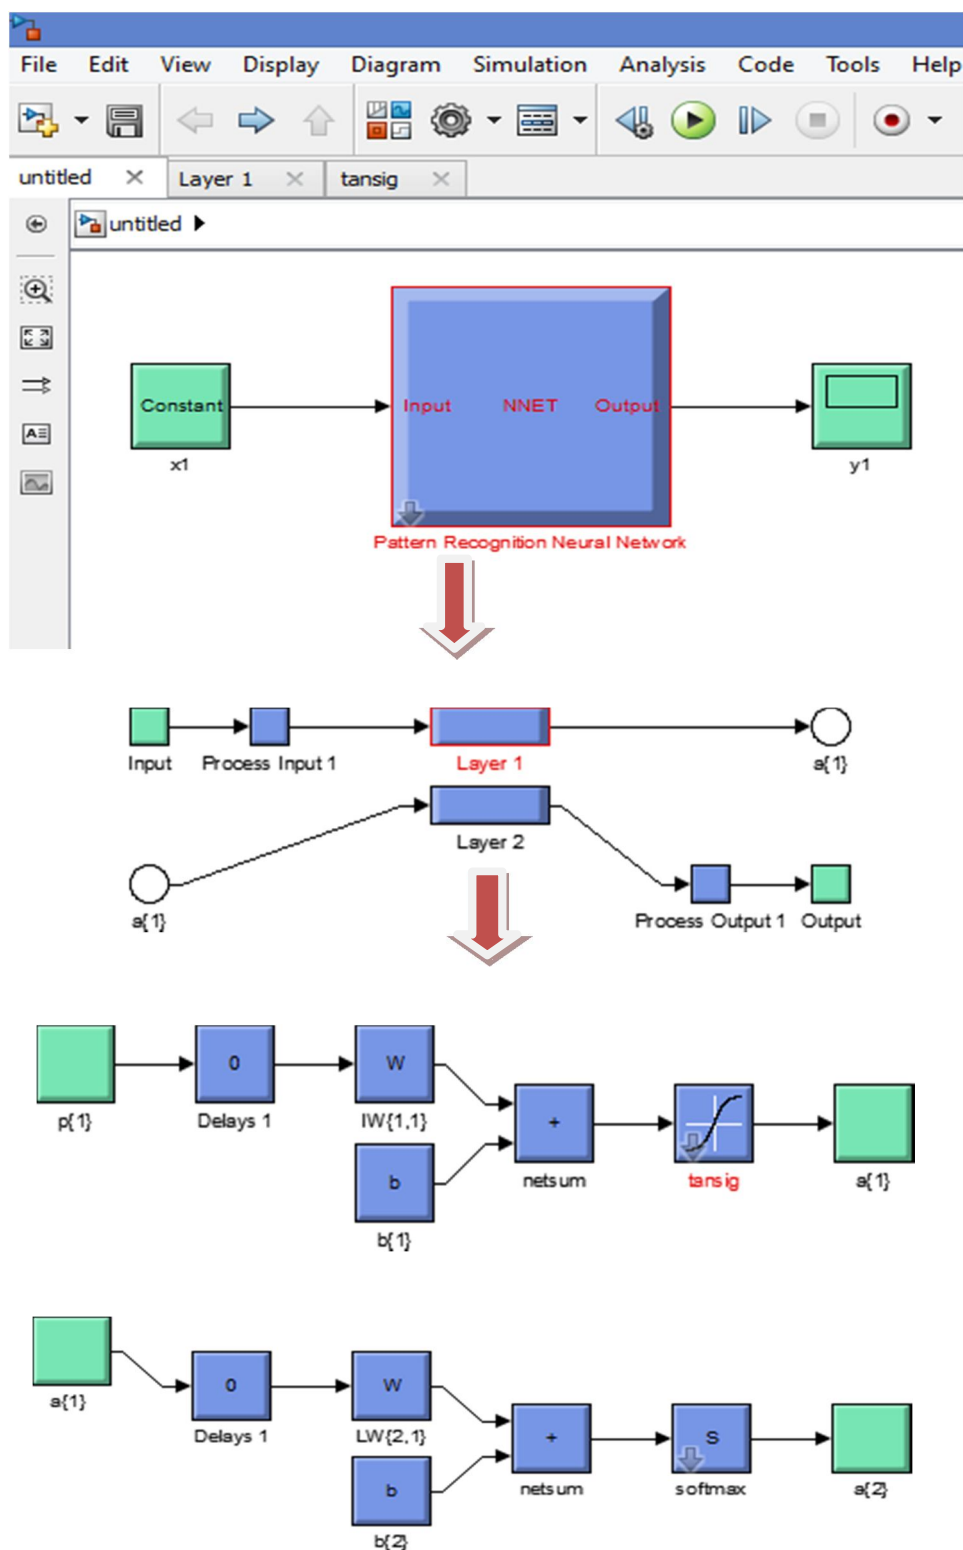 File Edit View Display Diagram Simulation Analysis Code Tools Help
untitled Layer 1 tansig
untitled
Constant Input NNET Output
x1 y1
Pattern Recognition Neural Network
Input Process Input 1 Layer 1 a{1}
Layer 2
a{1} Process Output 1 Output
0 W
p{1} Delays 1 IW{1,1}
+
b netsum tansig a{1}
b{1}
0 W
a{1} Delays 1 LW{2,1}
+ S
b netsum softmax a{2}
b{2}